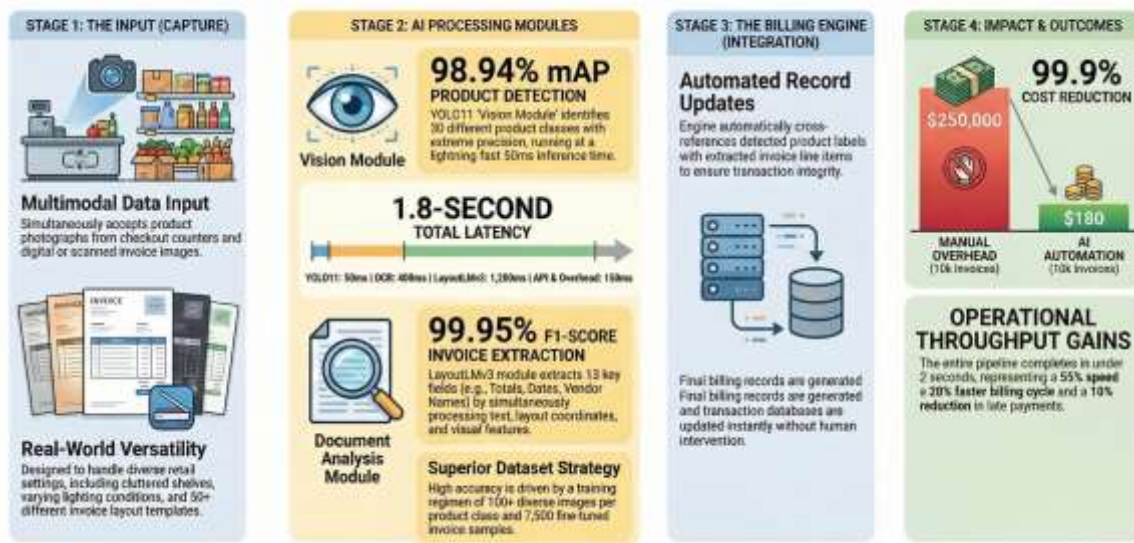 STAGE 1: THE INPUT (CAPTURE)
Multimodal Data Input
Simultaneously accepts product
photographs from checkout counters and
digital or scanned invoice images.
INVOICE
Real-World Versatility
Designed to handle diverse retail
settings, including cluttered shelves,
varying lighting conditions, and 50+
different invoice layout templates.
STAGE 2: AI PROCESSING MODULES
Vision Module
98.94% mAP
PRODUCT DETECTION
YOLO11 'Vision Module' identifies
30 different product classes with
extreme precision, running at a
lightning fast 50ms inference time.
1.8-SECOND
TOTAL LATENCY
YOLO11: 50ms | OCR: 400ms | LayoutLMv3: 1,200ms | API & Overhead: 150ms
Document
Analysis
Module
99.95% F1-SCORE
INVOICE EXTRACTION
LayoutLMv3 module extracts 13 key
fields (e.g., Totals, Dates, Vendor
Names) by simultaneously
processing text, layout coordinates,
and visual features.
Superior Dataset Strategy
High accuracy is driven by a training
regimen of 100+ diverse images per
product class and 7,500 fine-tuned
invoice samples.
STAGE 3: THE BILLING ENGINE
(INTEGRATION)
Automated Record
Updates
Engine automatically cross-
references detected product labels
with extracted invoice line items
to ensure transaction integrity.
Final billing records are generated
Final billing records are generated
and transaction databases are
updated instantly without human
intervention.
STAGE 4: IMPACT & OUTCOMES
99.9%
COST REDUCTION
$250,000
$180
MANUAL
OVERHEAD
(10k Invoices)
AI
AUTOMATION
(10k Invoices)
OPERATIONAL
THROUGHPUT GAINS
The entire pipeline completes in under
2 seconds, representing a 55% speed
a 20% faster billing cycle and a 10%
reduction in late payments.